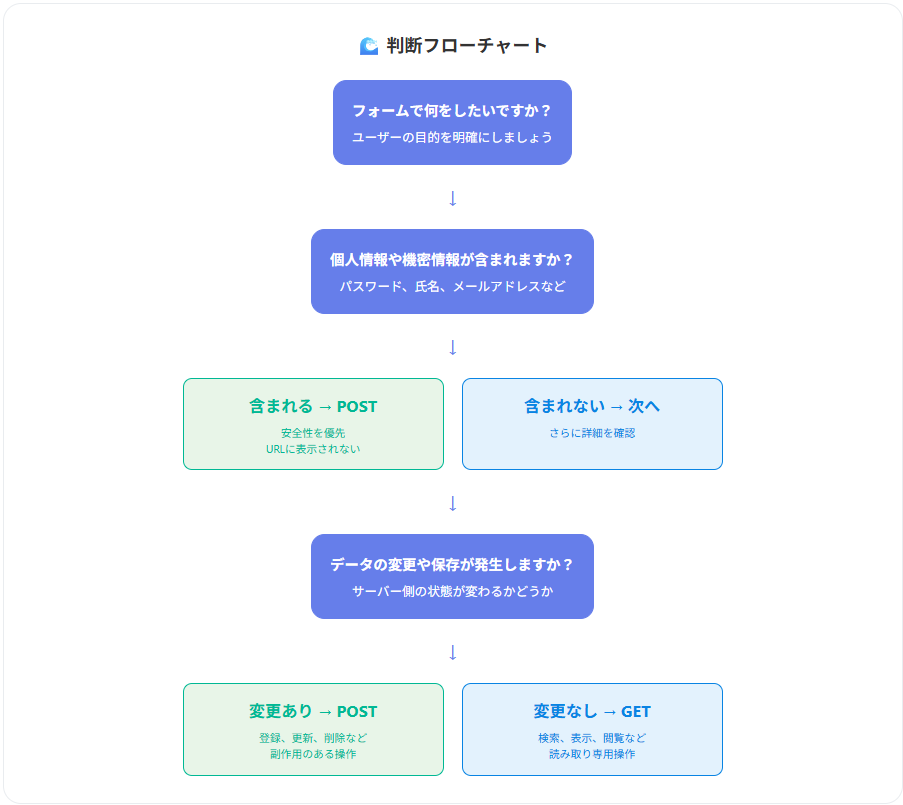 🌊 判断フローチャート
フォームで何をしたいですか？
ユーザーの目的を明確にしましょう
↓
個人情報や機密情報が含まれますか？
パスワード、氏名、メールアドレスなど
↓
含まれる → POST
安全性を優先
URLに表示されない
含まれない → 次へ
さらに詳細を確認
↓
データの変更や保存が発生しますか？
サーバー側の状態が変わるかどうか
↓
変更あり → POST
登録、更新、削除など
副作用のある操作
変更なし → GET
検索、表示、閲覧など
読み取り専用操作